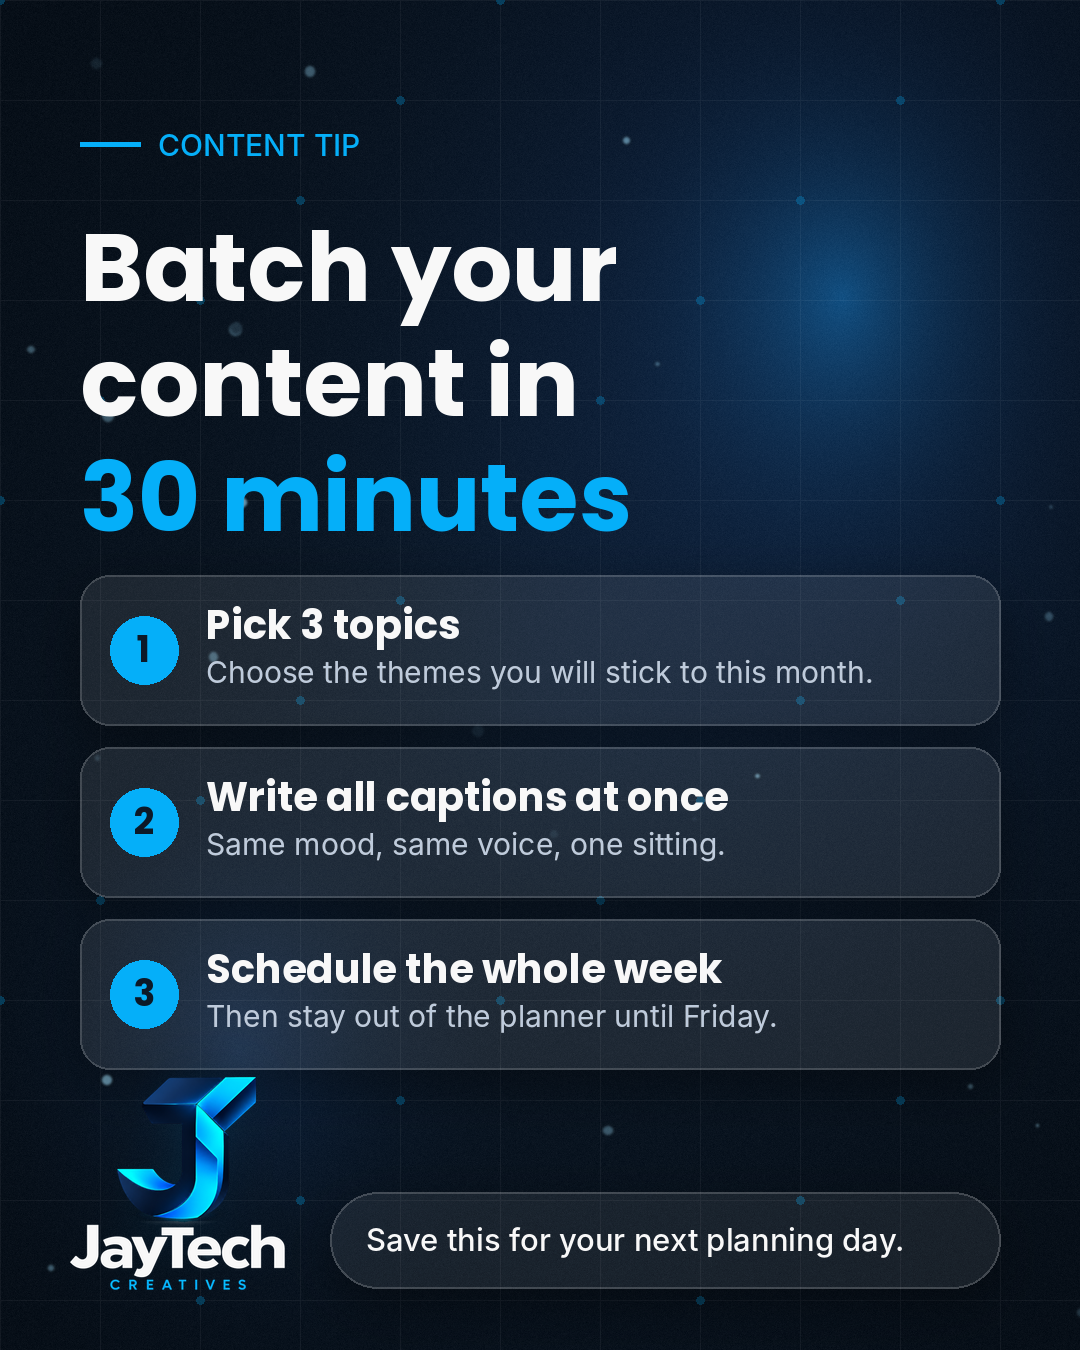 CONTENT TIP
Batch your
content in
30 minutes
1
Pick 3 topics
Choose the themes you will stick to this month.
2
Write all captions at once
Same mood, same voice, one sitting.
3
Schedule the whole week
Then stay out of the planner until Friday.
JayTech
CREATIVES
Save this for your next planning day.